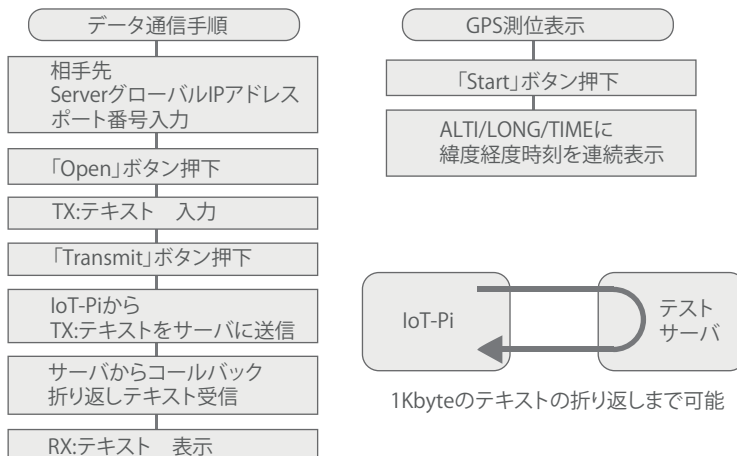 データ通信手順
相手先
ServerグローバルIPアドレス
ポート番号入力
「Open」ボタン押下
TX:テキスト　入力
「Transmit」ボタン押下
IoT-Piから
TX:テキストをサーバに送信
サーバからコールバック
折り返しテキスト受信
RX:テキスト　表示
GPS測位表示
「Start」ボタン押下
ALTI/LONG/TIMEに
緯度経度時刻を連続表示
IoT-Pi
テスト
サーバ
1Kbyteのテキストの折り返しまで可能